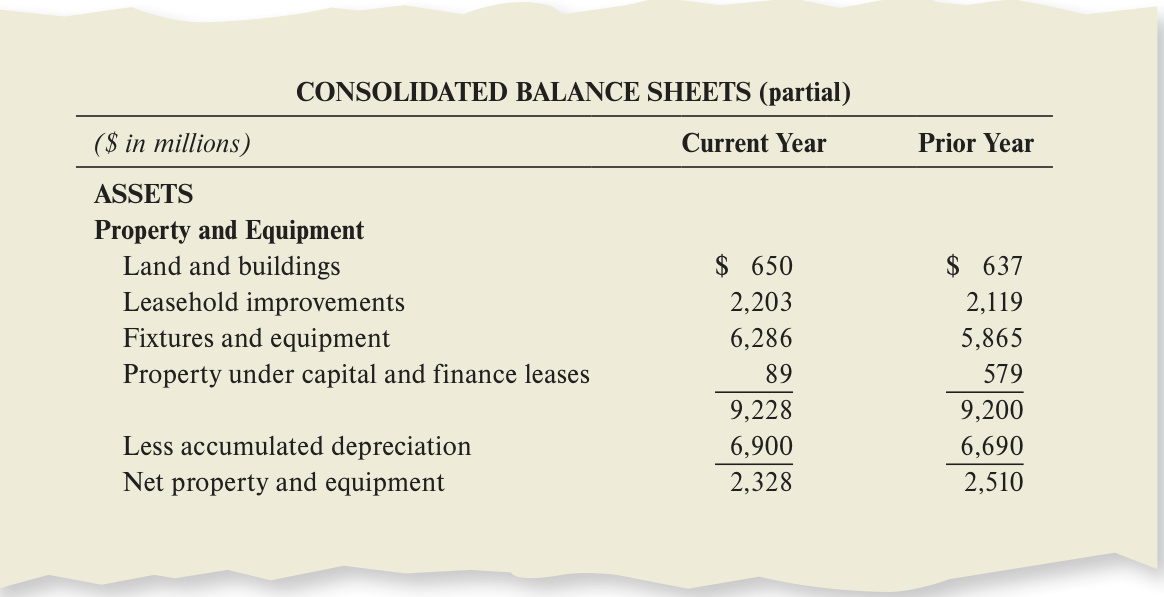 CONSOLIDATED BALANCE SHEETS (partial)
($ in millions) Current Year Prior Year
ASSETS
Property and Equipment
Land and buildings $ 650 $ 637
Leasehold improvements 2,203 2,119
Fixtures and equipment 6,286 5,865
Property under capital and finance leases 89 579
9,228 9,200
Less accumulated depreciation 6,900 6,690
Net property and equipment 2,328 2,510